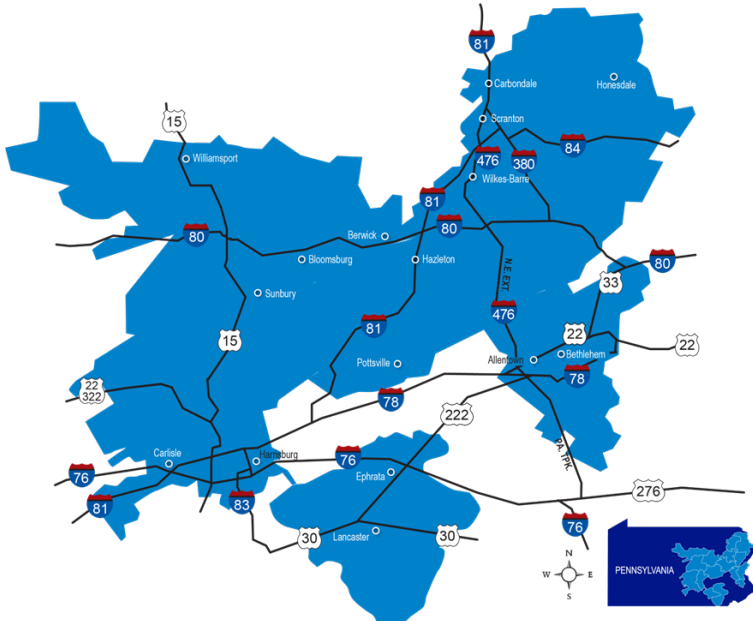 81
Carbondale
Honesdale
15
Scranton
476
380
84
Williamsport
Wilkes-Barre
81
80
80
Berwick
Bloomsburg
Hazleton
80
33
N.E. EXT.
Sunbury
476
81
15
22
22
Allentown
Bethlehem
Pottsville
78
22
322
78
222
PA. TPK.
Carlisle
Harrisburg
76
76
Ephrata
276
81
83
76
30
Lancaster
30
N
W
E
S
PENNSYLVANIA